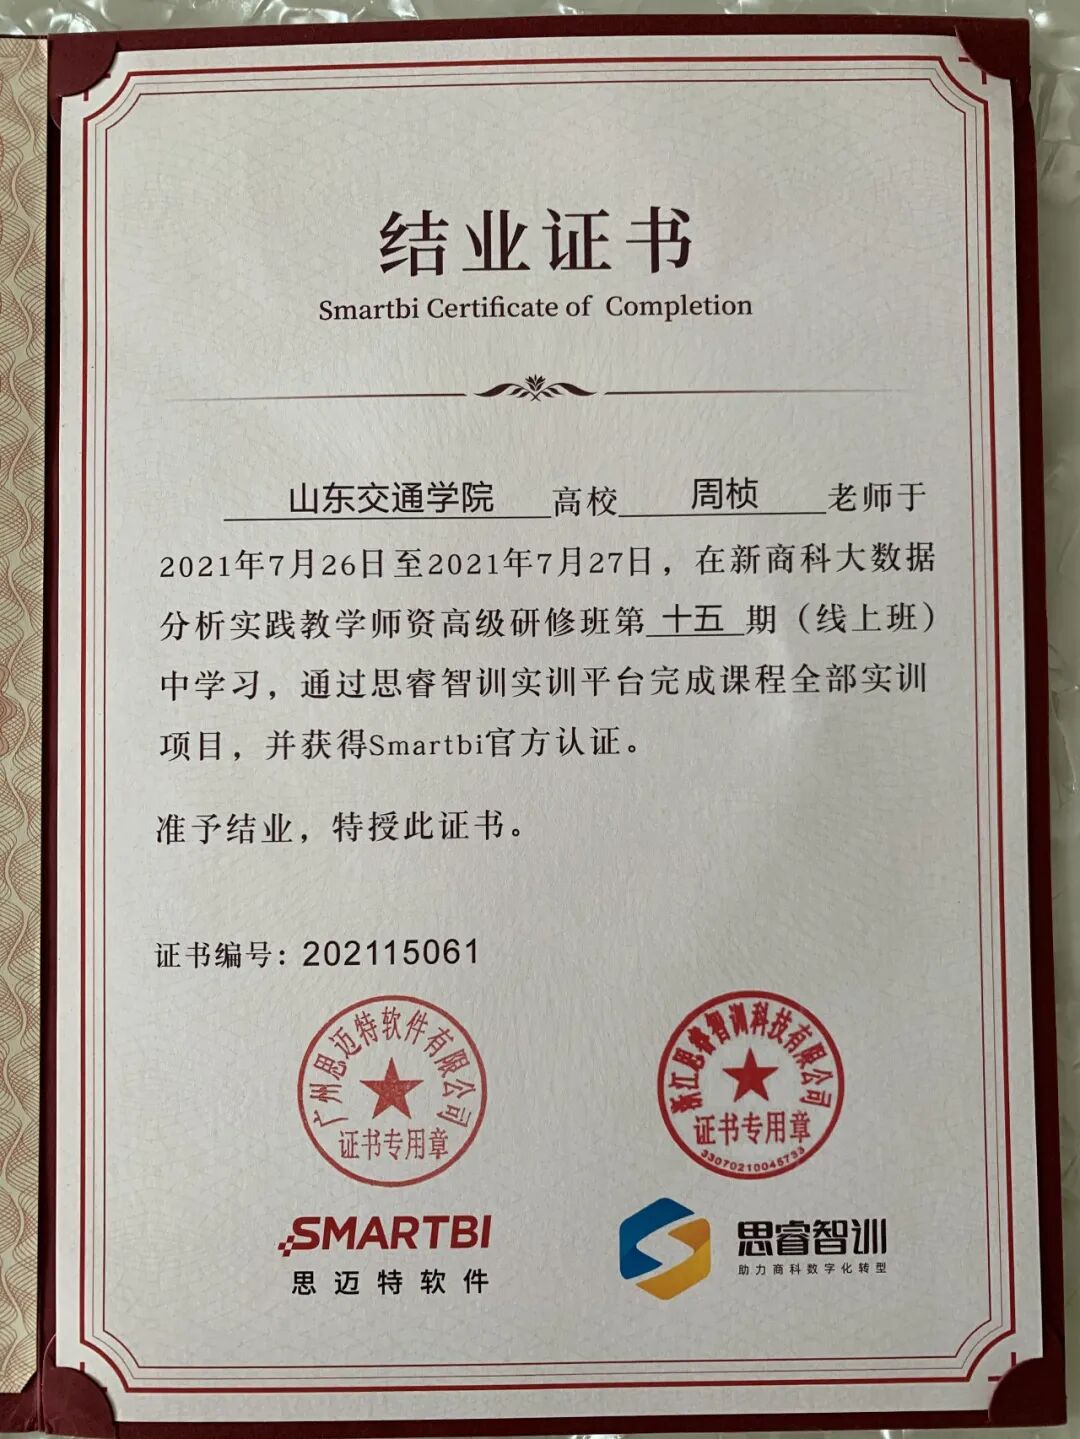 结业证书
Smartbi Certificate of Completion
山东交通学院 高校 周桢 老师于
2021年7月26日至2021年7月27日，在新商科大数据
分析实践教学师资高级研修班第 十五 期（线上班）
中学习，通过思睿智训实训平台完成课程全部实训
项目，并获得Smartbi官方认证。
准予结业，特授此证书。
证书编号：202115061
广州思迈特软件有限公司
证书专用章
浙江思睿智训科技有限公司
证书专用章
33070210045733
SMARTBI
思迈特软件
思睿智训
助力商科数字化转型